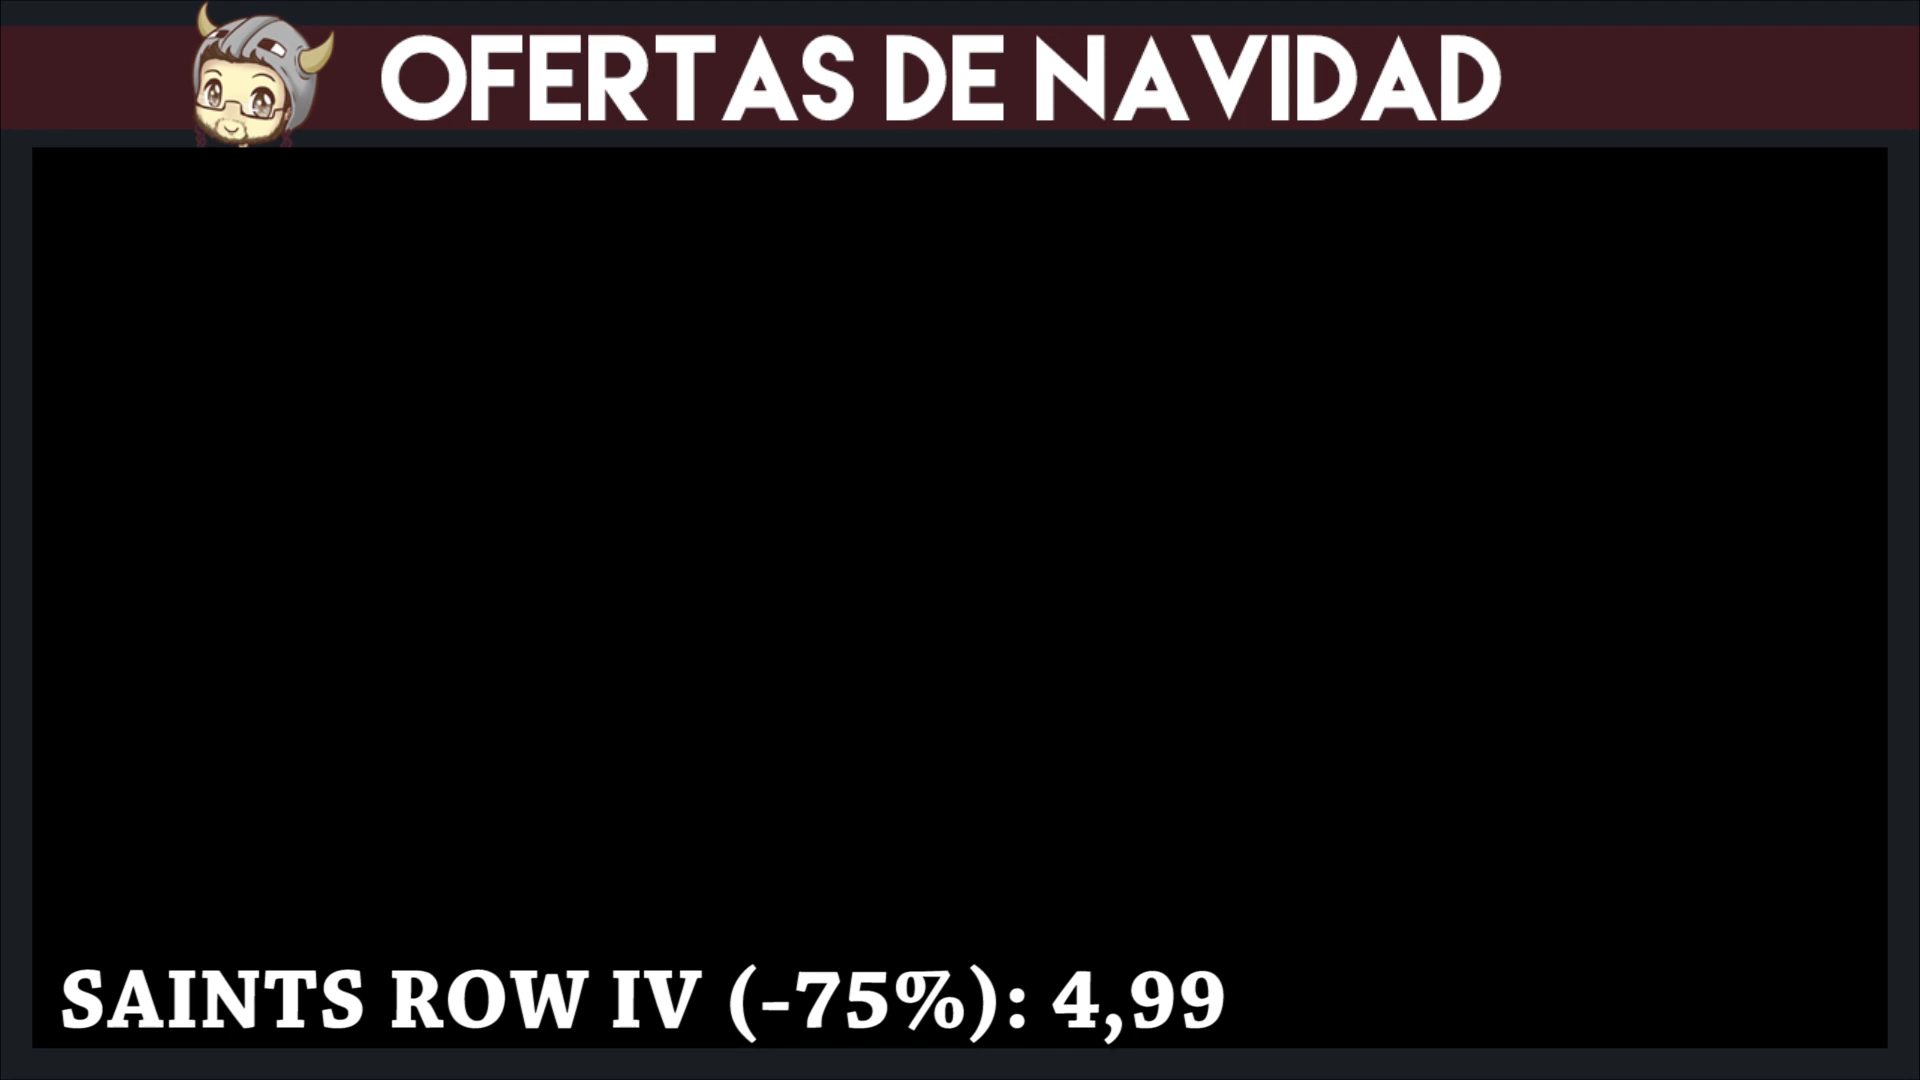 OFERTAS DE NAVIDAD
SAINTS ROW IV (-75%): 4,99